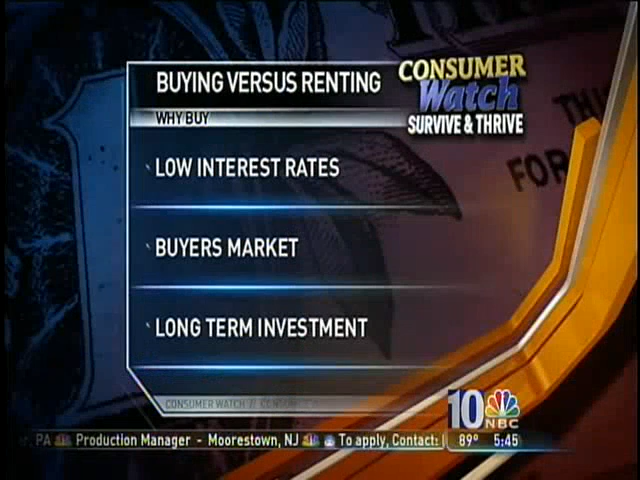 BUYING VERSUS RENTING
CONSUMER
Watch
SURVIVE & THRIVE
WHY BUY
LOW INTEREST RATES
BUYERS MARKET
LONG TERM INVESTMENT
FOR
CONSUMER WATCH //
10
NBC
, PA Production Manager - Moorestown, NJ To apply, Contact:
89° 5:45